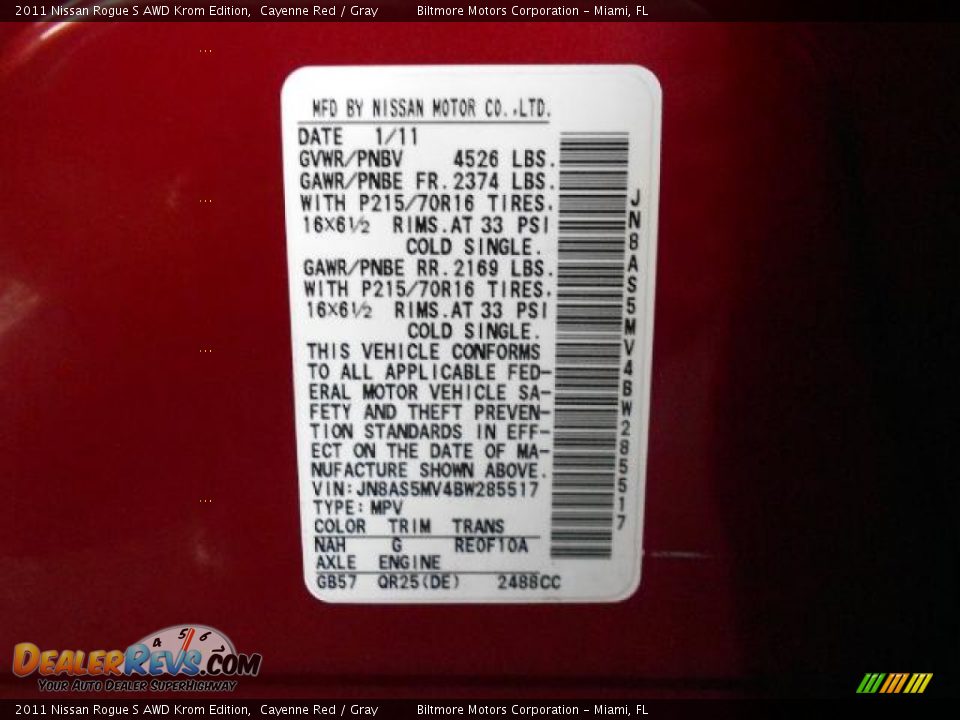 2011 Nissan Rogue S AWD Krom Edition,  Cayenne Red / Gray        Biltmore Motors Corporation - Miami, FL
MFD BY NISSAN MOTOR CO.,LTD.
DATE 1/11
GVWR/PNBV 4526 LBS.
GAWR/PNBE FR.2374 LBS.
WITH P215/70R16 TIRES.
16X6½ RIMS.AT 33 PSI
COLD SINGLE.
GAWR/PNBE RR.2169 LBS.
WITH P215/70R16 TIRES.
16X6½ RIMS.AT 33 PSI
COLD SINGLE.
THIS VEHICLE CONFORMS
TO ALL APPLICABLE FED-
ERAL MOTOR VEHICLE SA-
FETY AND THEFT PREVEN-
TION STANDARDS IN EFF-
ECT ON THE DATE OF MA-
NUFACTURE SHOWN ABOVE.
VIN:JN8AS5MV4BW285517
TYPE:MPV
COLOR TRIM TRANS
NAH G RE0F10A
AXLE ENGINE
GB57 QR25(DE) 2488CC
JN8AS5MV4BW285517
4 5 6
DEALERREVS.COM
YOUR AUTO DEALER SUPERHIGHWAY
2011 Nissan Rogue S AWD Krom Edition,  Cayenne Red / Gray        Biltmore Motors Corporation - Miami, FL